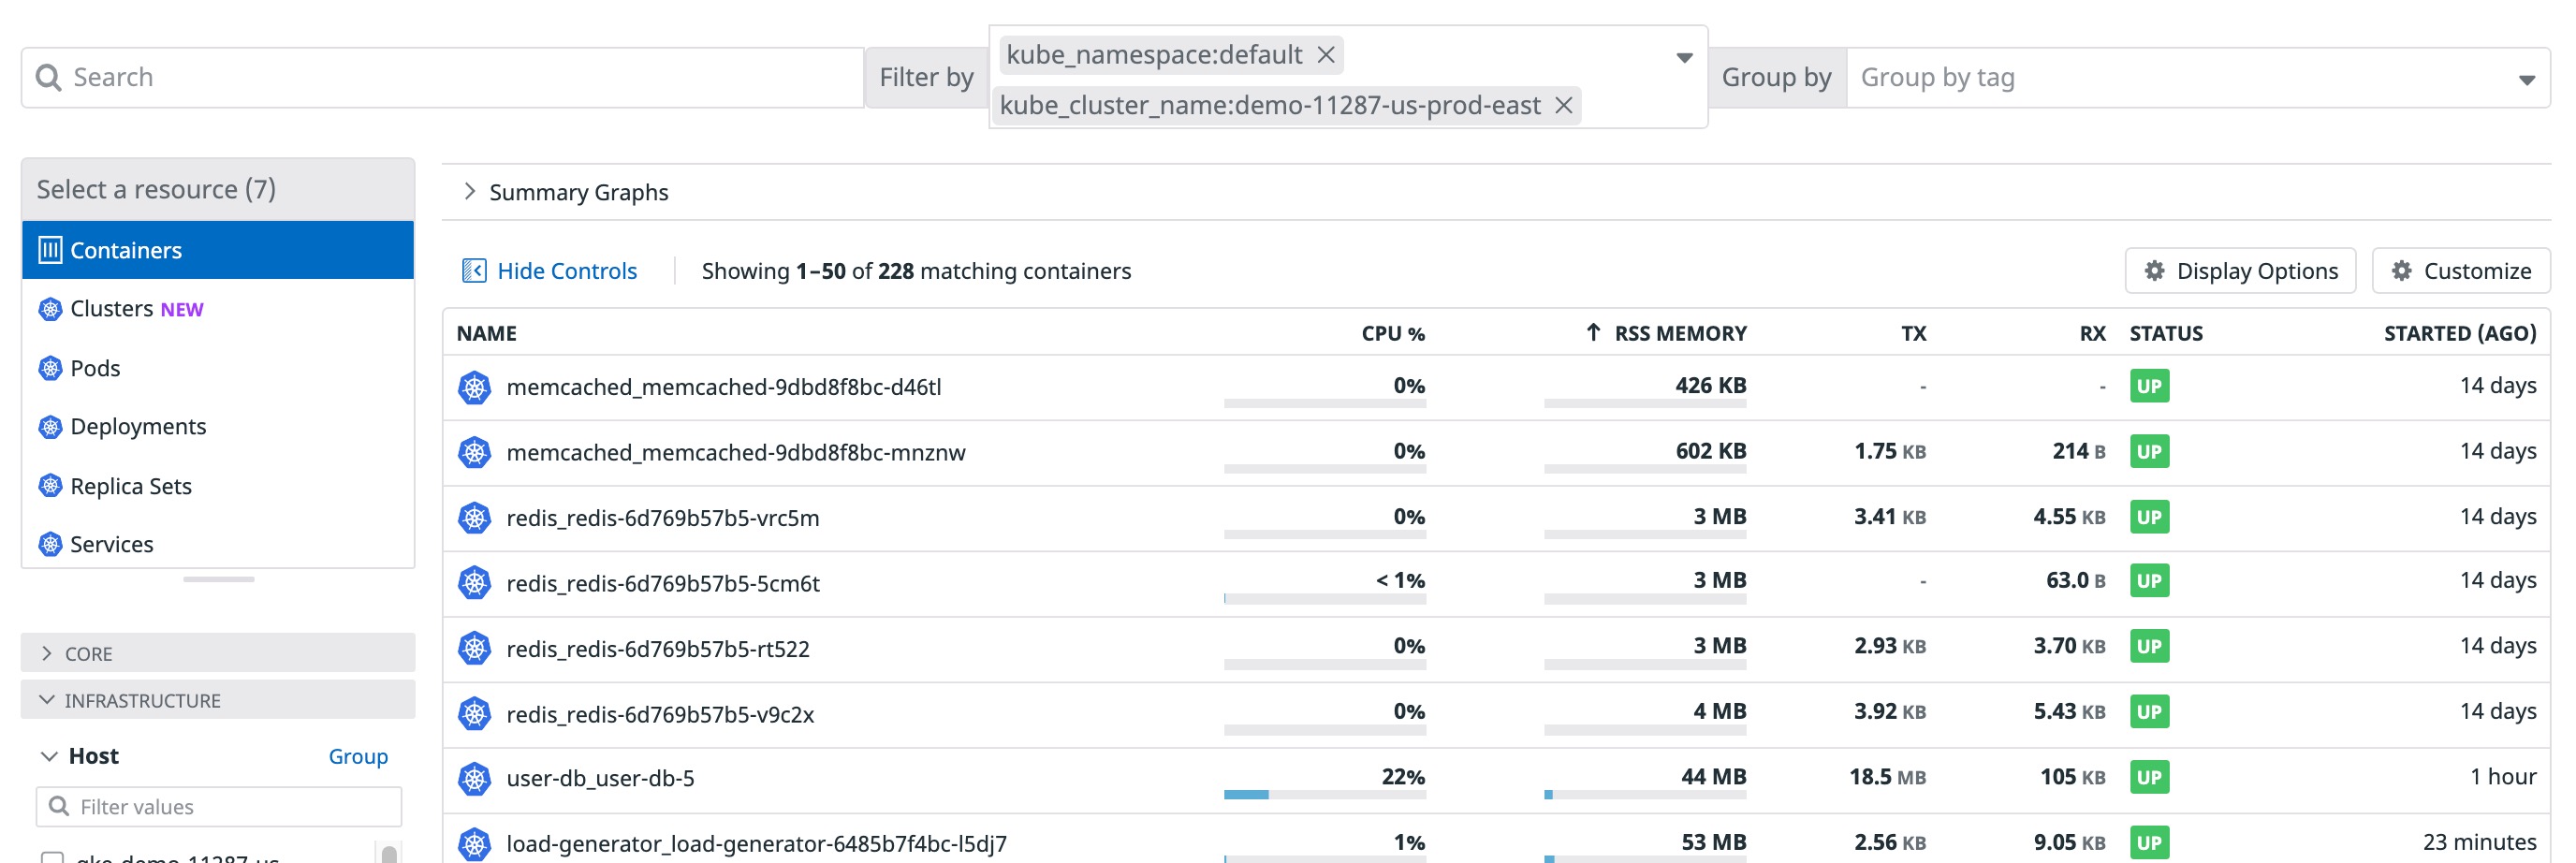 Search
Filter by
kube_namespace:default
kube_cluster_name:demo-11287-us-prod-east
Group by
Group by tag
Select a resource (7)
Containers
Clusters NEW
Pods
Deployments
Replica Sets
Services
CORE
INFRASTRUCTURE
Host Group
Filter values
gke-demo-11287-us
Summary Graphs
Hide Controls
Showing 1–50 of 228 matching containers
Display Options
Customize
NAME CPU % ↑ RSS MEMORY TX RX STATUS STARTED (AGO)
memcached_memcached-9dbd8f8bc-d46tl 0% 426 KB - - UP 14 days
memcached_memcached-9dbd8f8bc-mnznw 0% 602 KB 1.75 KB 214 B UP 14 days
redis_redis-6d769b57b5-vrc5m 0% 3 MB 3.41 KB 4.55 KB UP 14 days
redis_redis-6d769b57b5-5cm6t < 1% 3 MB - 63.0 B UP 14 days
redis_redis-6d769b57b5-rt522 0% 3 MB 2.93 KB 3.70 KB UP 14 days
redis_redis-6d769b57b5-v9c2x 0% 4 MB 3.92 KB 5.43 KB UP 14 days
user-db_user-db-5 22% 44 MB 18.5 MB 105 KB UP 1 hour
load-generator_load-generator-6485b7f4bc-l5dj7 1% 53 MB 2.56 KB 9.05 KB UP 23 minutes